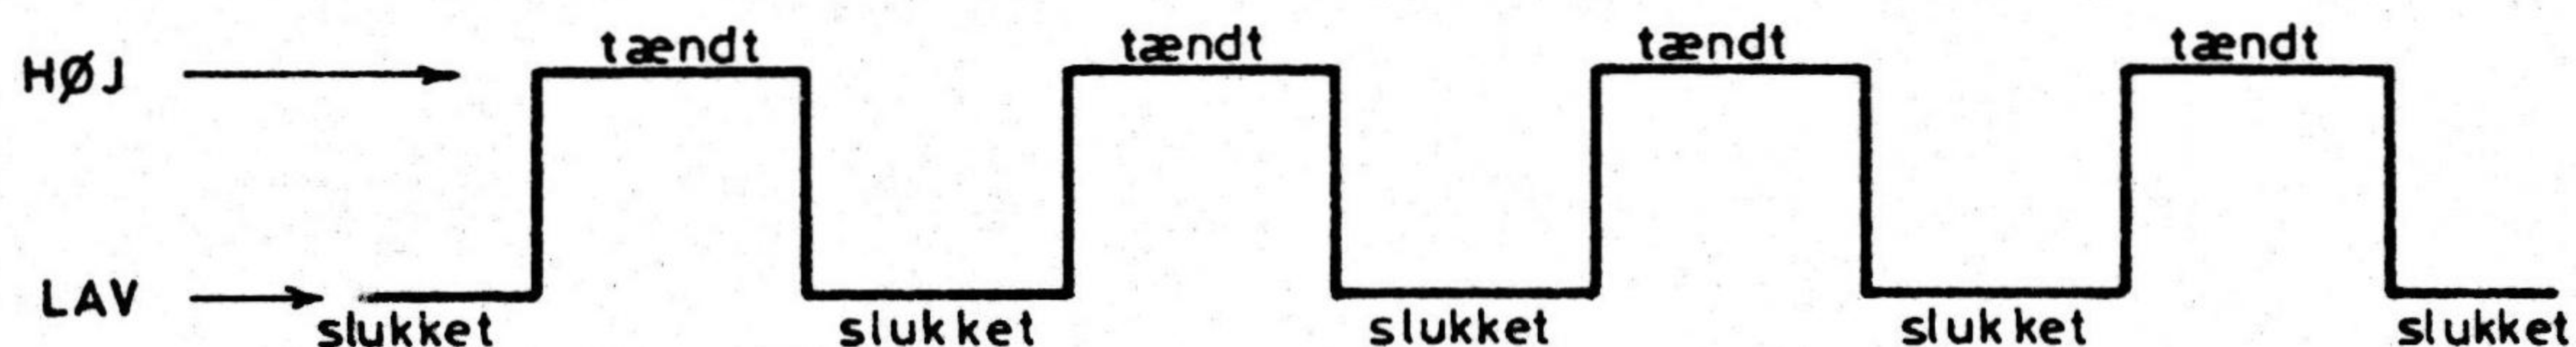 HØJ tændt tændt tændt tændt
LAV
slukket slukket slukket slukket slukket